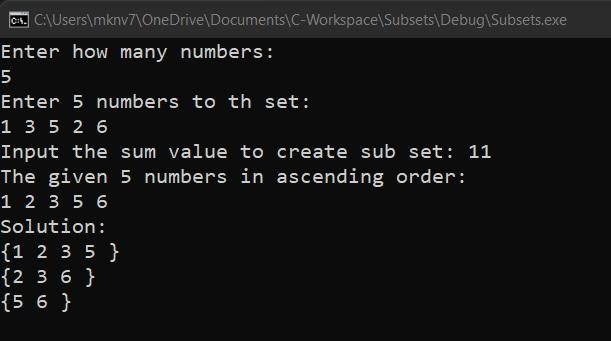 C:\Users\mknv7\OneDrive\Documents\C-Workspace\Subsets\Debug\Subsets.exe
Enter how many numbers:
5
Enter 5 numbers to th set:
1 3 5 2 6
Input the sum value to create sub set: 11
The given 5 numbers in ascending order:
1 2 3 5 6
Solution:
{1 2 3 5 }
{2 3 6 }
{5 6 }